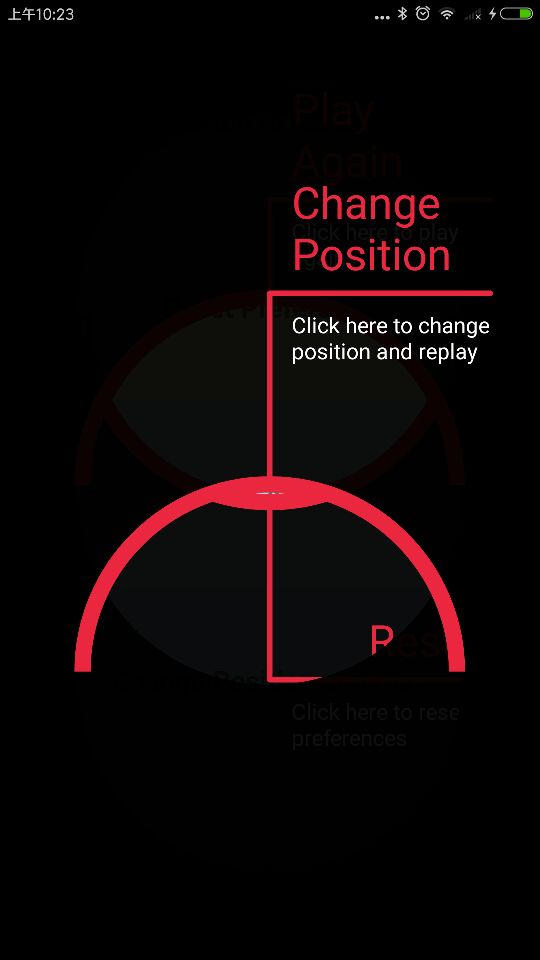 上午10:23
Play
Again
Change
Click here to play
Position
Click here to change
position and replay
Rese
Click here to rese
preferences